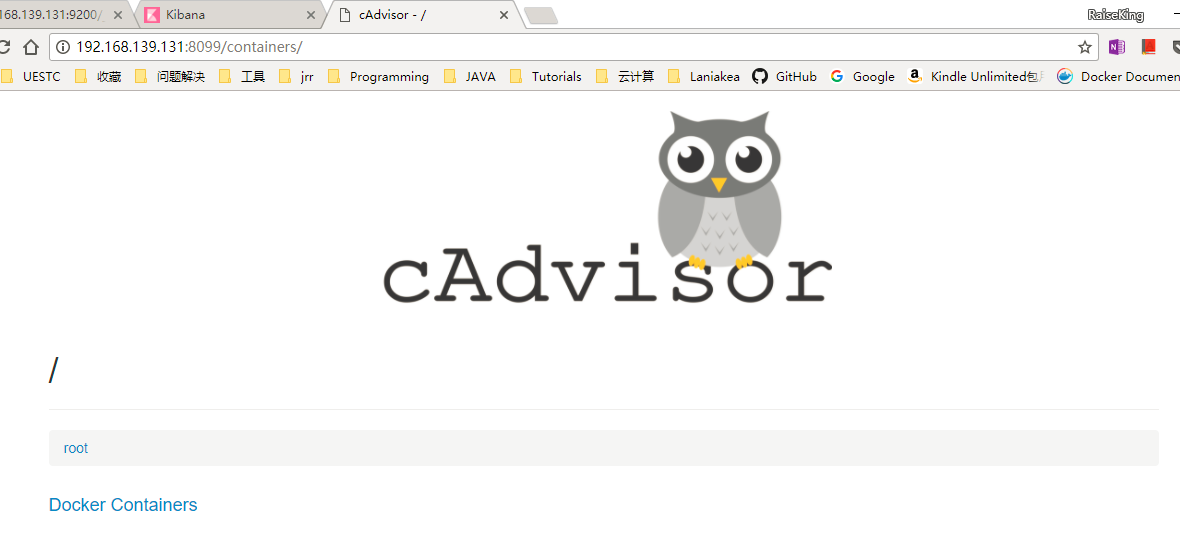 168.139.131:9200/ Kibana cAdvisor - / RaiseKing
192.168.139.131:8099/containers/
UESTC 收藏 问题解决 工具 jrr Programming JAVA Tutorials 云计算 Laniakea GitHub Google Kindle Unlimited包 Docker Documen
cAdvisor
/
root
Docker Containers